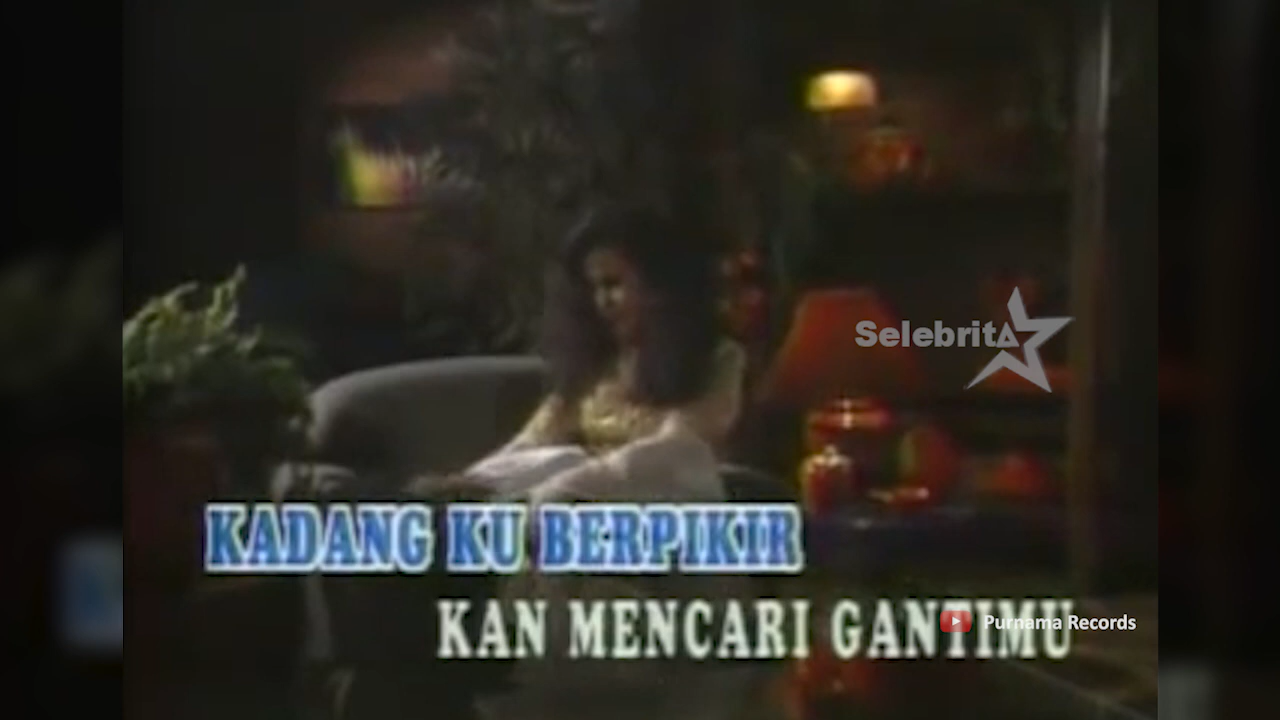 Selebrita
KADANG KU BERPIKIR
KAN MENCARI GANTIMU
Purnama Records